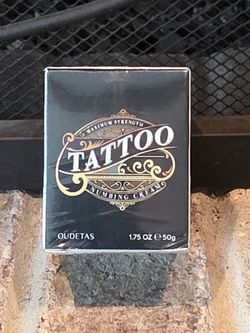 MAXIMUM STRENGTH
TATTOO
NUMBING CREAM
OUDETAS 1.75 OZ ℮ 50g